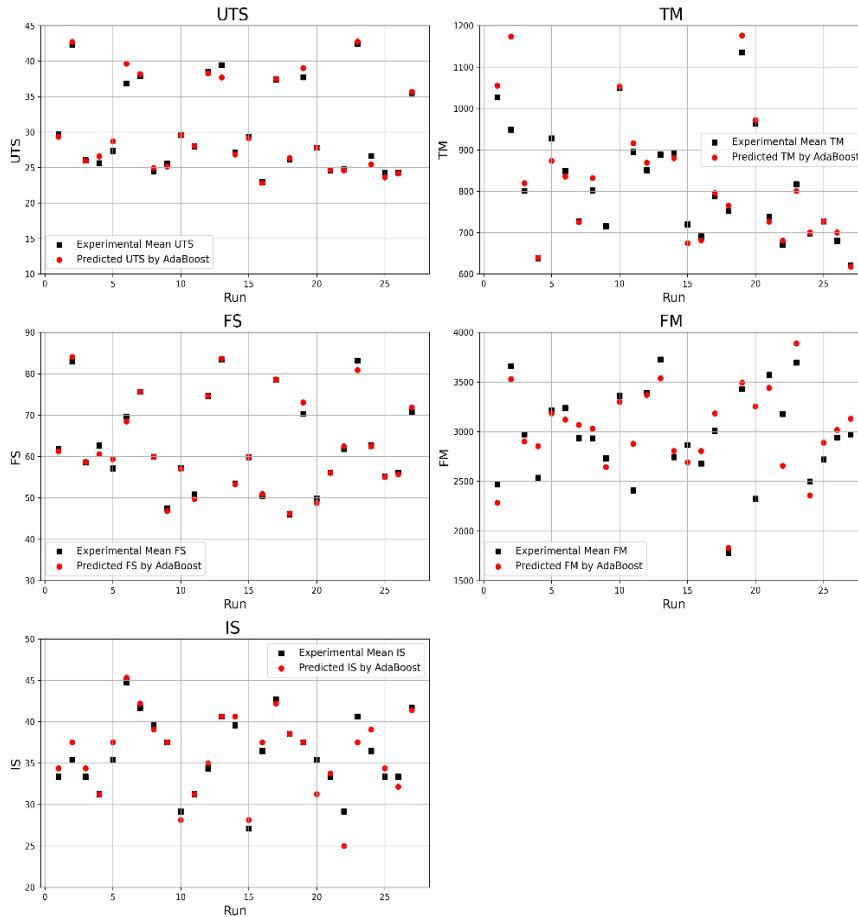 UTS
45
40
35
30
25
20
15
10
UTS
Experimental Mean UTS
Predicted UTS by AdaBoost
0 5 10 15 20 25
Run
TM
1200
1100
1000
900
800
700
600
TM
Experimental Mean TM
Predicted TM by AdaBoost
0 5 10 15 20 25
Run
FS
90
80
70
60
50
40
30
FS
Experimental Mean FS
Predicted FS by AdaBoost
0 5 10 15 20 25
Run
FM
4000
3500
3000
2500
2000
1500
FM
Experimental Mean FM
Predicted FM by AdaBoost
0 5 10 15 20 25
Run
IS
50
45
40
35
30
25
20
IS
Experimental Mean IS
Predicted IS by AdaBoost
0 5 10 15 20 25
Run